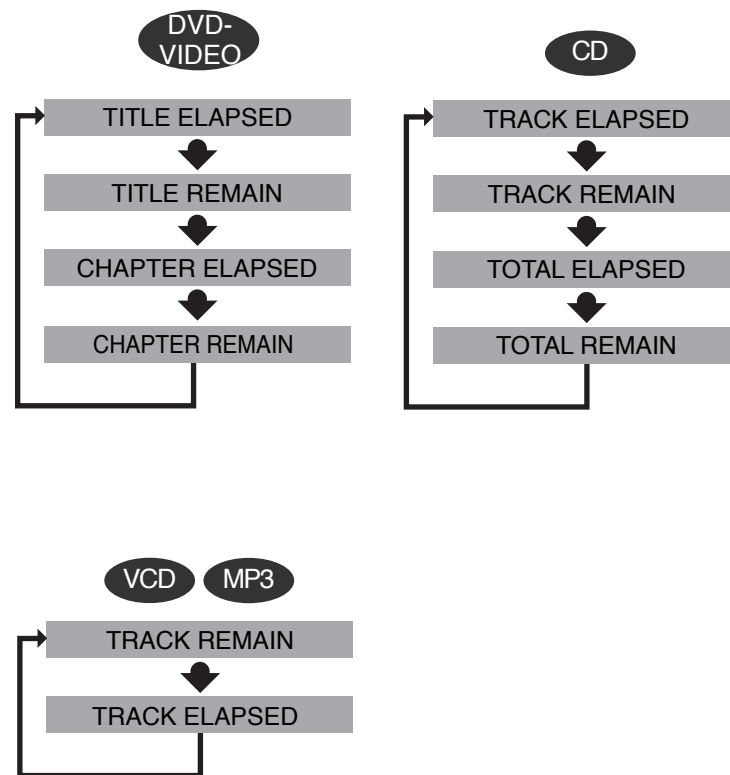 DVD-
VIDEO
TITLE ELAPSED
TITLE REMAIN
CHAPTER ELAPSED
CHAPTER REMAIN
CD
TRACK ELAPSED
TRACK REMAIN
TOTAL ELAPSED
TOTAL REMAIN
VCD
MP3
TRACK REMAIN
TRACK ELAPSED